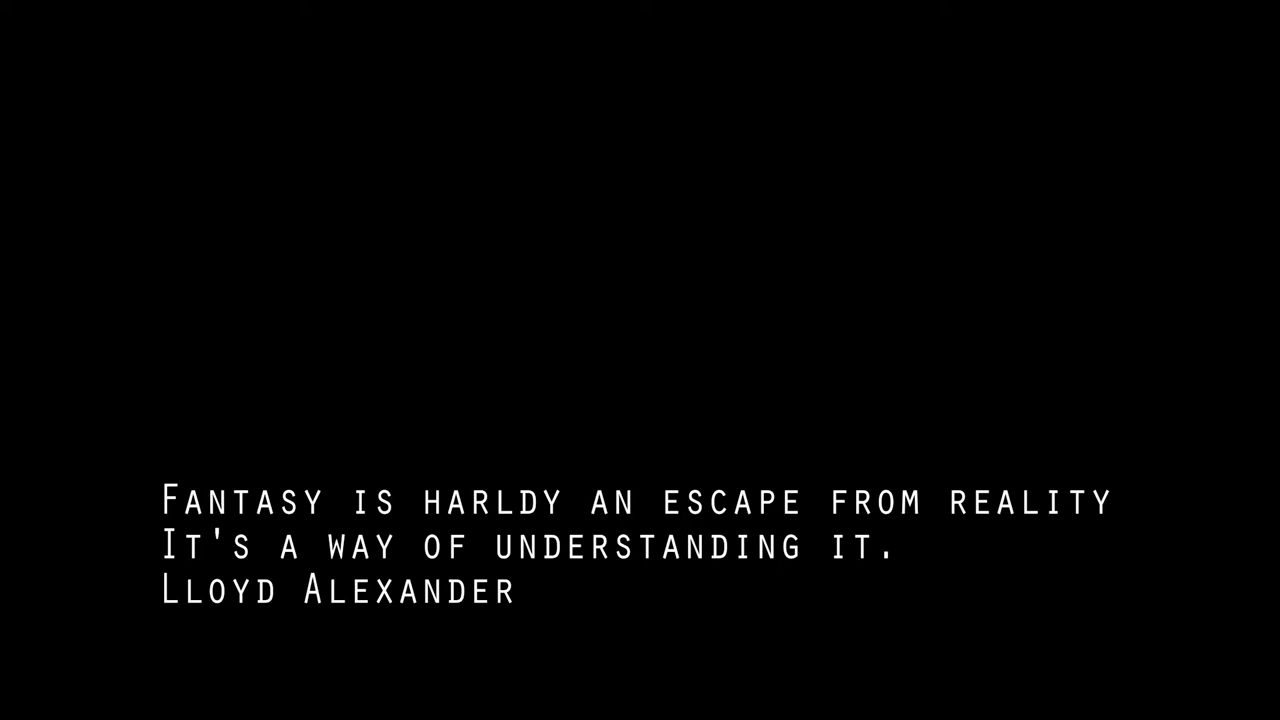 Fantasy is harldy an escape from reality
It's a way of understanding it.
Lloyd Alexander